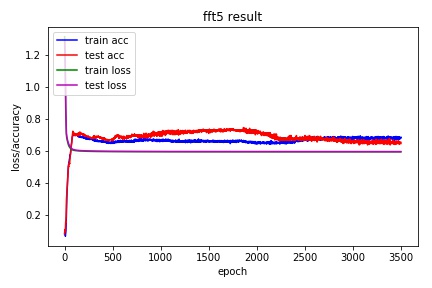 fft5 result
train acc
test acc
train loss
test loss
loss/accuracy
1.2
1.0
0.8
0.6
0.4
0.2
0 500 1000 1500 2000 2500 3000 3500
epoch